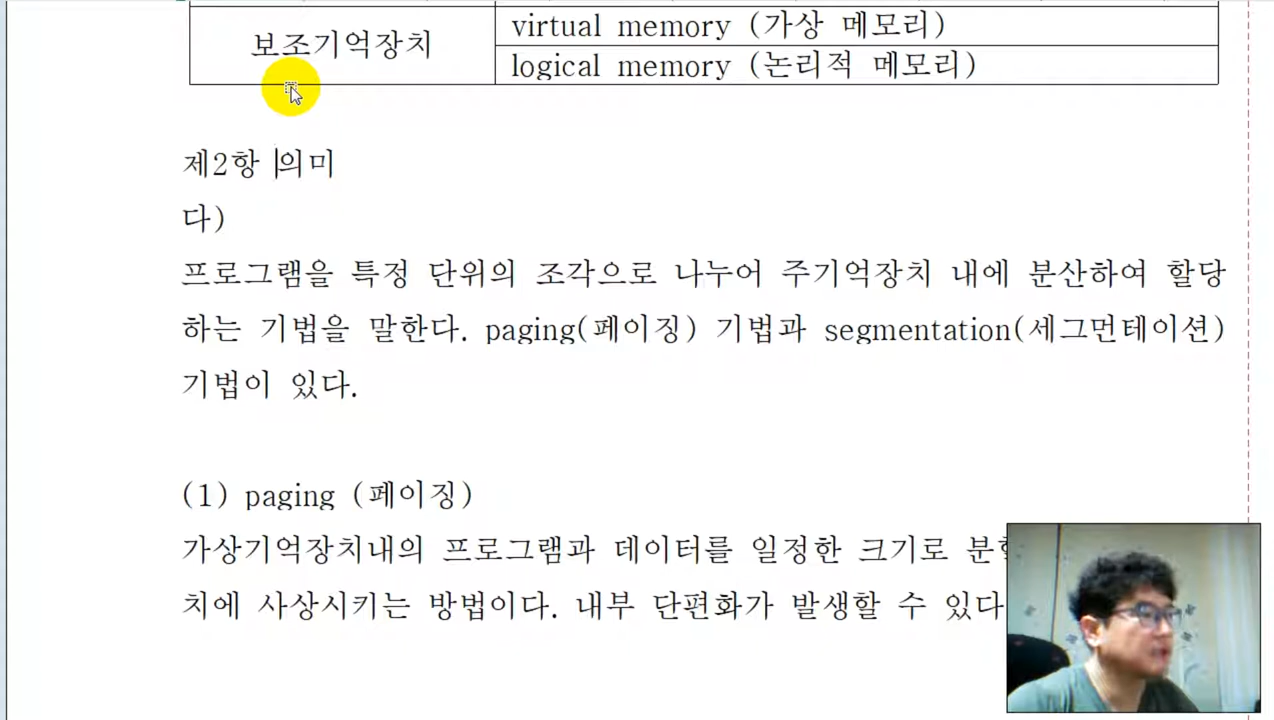 virtual memory (가상 메모리)
보조기억장치
logical memory (논리적 메모리)
제2항 의미
다)
프로그램을 특정 단위의 조각으로 나누어 주기억장치 내에 분산하여 할당
하는 기법을 말한다. paging(페이징) 기법과 segmentation(세그먼테이션)
기법이 있다.
(1) paging (페이징)
가상기억장치내의 프로그램과 데이터를 일정한 크기로
치에 사상시키는 방법이다. 내부 단편화가 발생할 수 있다